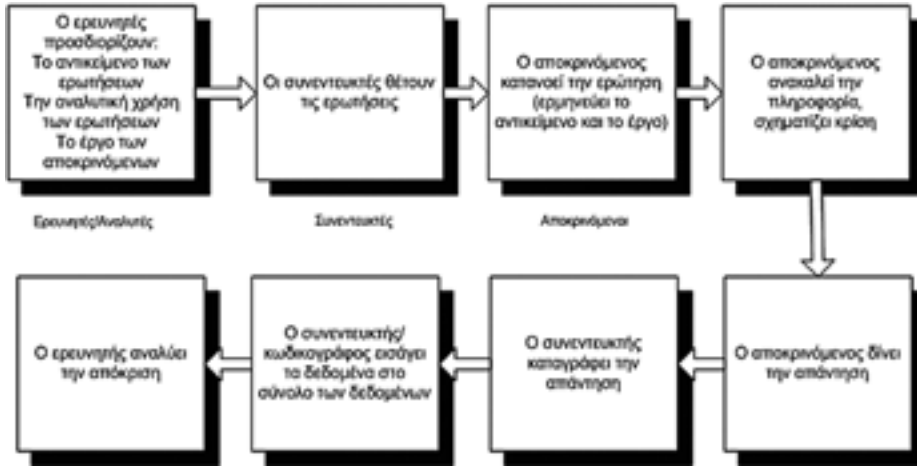 Ο ερευνητές
προσδιορίζουν:
Το αντικείμενο των
ερωτήσεων
Την αναλυτική χρήση
των ερωτήσεων
Το έργο των
αποκρινόμενων
Οι συνεντευκτές θέτουν
τις ερωτήσεις
Ο αποκρινόμενος
κατανοεί την ερώτηση
(ερμηνεύει το
αντικείμενο και το έργο)
Ο αποκρινόμενος
ανακαλεί την
πληροφορία,
σχηματίζει κρίση
Ερευνητές/Αναλυτές
Συνεντευκτές
Αποκρινόμενοι
Ο ερευνητής αναλύει
την απόκριση
Ο συνεντευκτής/
κωδικογράφος εισάγει
τα δεδομένα στο
σύνολο των δεδομένων
Ο συνεντευκτής
καταγράφει την
απάντηση
Ο αποκρινόμενος δίνει
την απάντηση